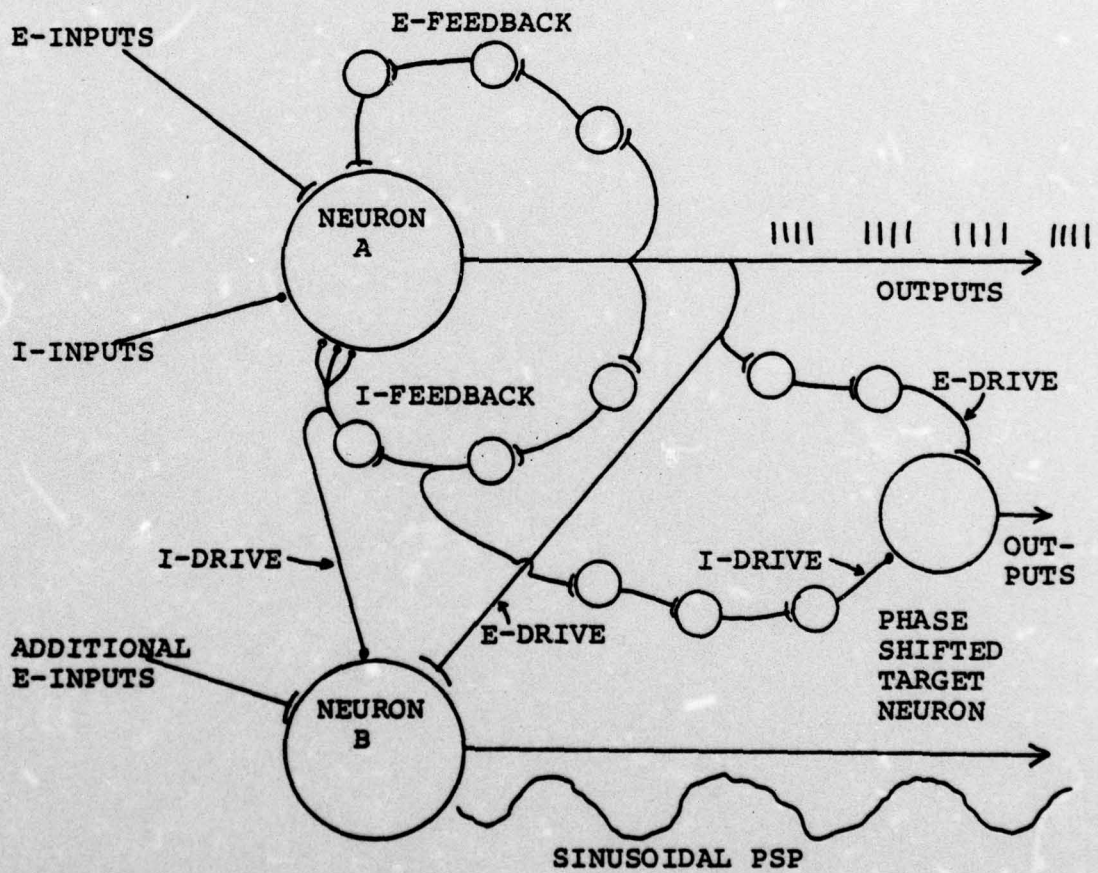 E-FEEDBACK
E-INPUTS
NEURON
A
OUTPUTS
I-INPUTS
I-FEEDBACK
E-DRIVE
I-DRIVE
I-DRIVE
OUT-
PUTS
E-DRIVE
PHASE
SHIFTED
TARGET
NEURON
ADDITIONAL
E-INPUTS
NEURON
B
SINUSOIDAL PSP